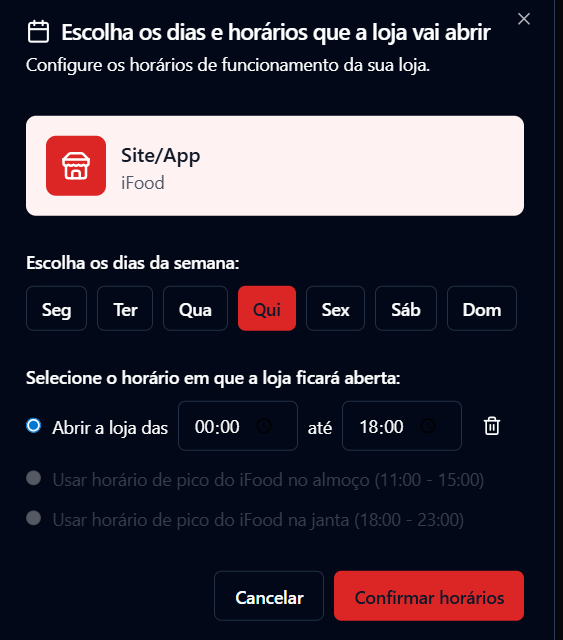 Escolha os dias e horários que a loja vai abrir
Configure os horários de funcionamento da sua loja.
Site/App
iFood
Escolha os dias da semana:
Seg Ter Qua Qui Sex Sáb Dom
Selecione o horário em que a loja ficará aberta:
Abrir a loja das 00:00 até 18:00
Usar horário de pico do iFood no almoço (11:00 - 15:00)
Usar horário de pico do iFood na janta (18:00 - 23:00)
Cancelar Confirmar horários